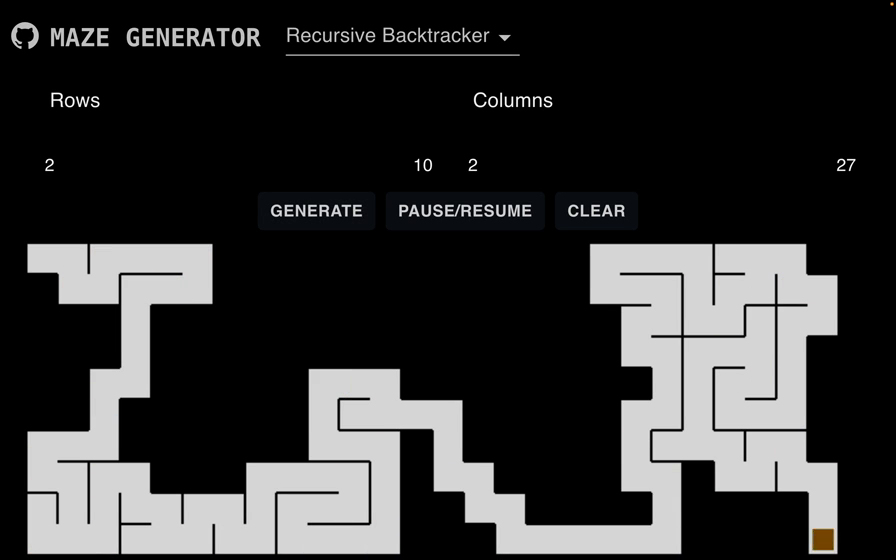 MAZE GENERATOR Recursive Backtracker
Rows Columns
2 10 2 27
GENERATE PAUSE/RESUME CLEAR